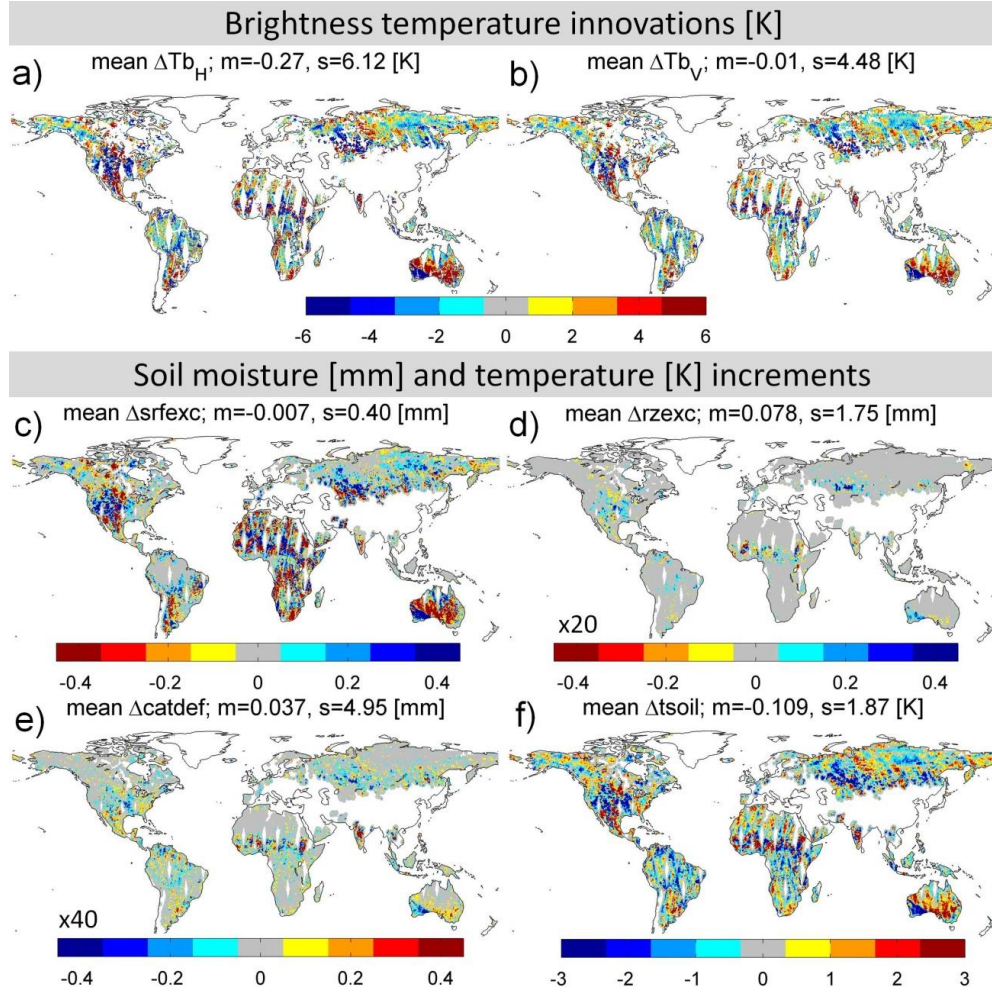 Brightness temperature innovations [K]
a) mean ΔTb_H; m=-0.27, s=6.12 [K]
b) mean ΔTb_V; m=-0.01, s=4.48 [K]
-6 -4 -2 0 2 4 6
Soil moisture [mm] and temperature [K] increments
c) mean Δsrfexc; m=-0.007, s=0.40 [mm]
d) mean Δrzexc; m=0.078, s=1.75 [mm]
x20
-0.4 -0.2 0 0.2 0.4
-0.4 -0.2 0 0.2 0.4
e) mean Δcatdef; m=0.037, s=4.95 [mm]
f) mean Δtsoil; m=-0.109, s=1.87 [K]
x40
-0.4 -0.2 0 0.2 0.4
-3 -2 -1 0 1 2 3